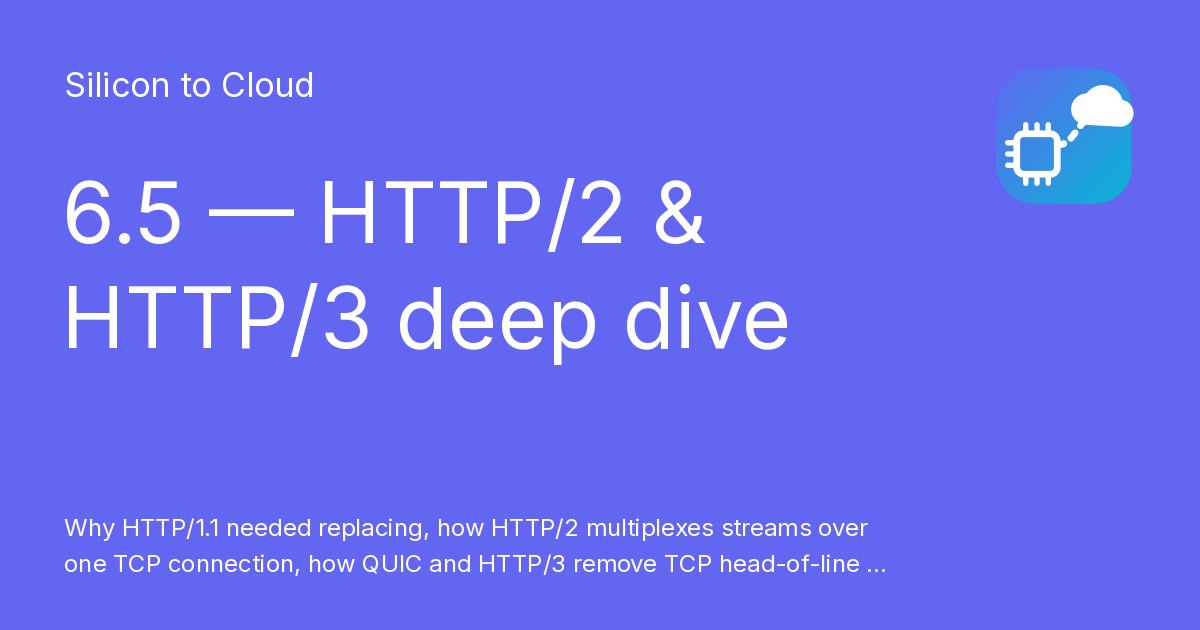 Silicon to Cloud
6.5 — HTTP/2 &
HTTP/3 deep dive
Why HTTP/1.1 needed replacing, how HTTP/2 multiplexes streams over
one TCP connection, how QUIC and HTTP/3 remove TCP head-of-line ...